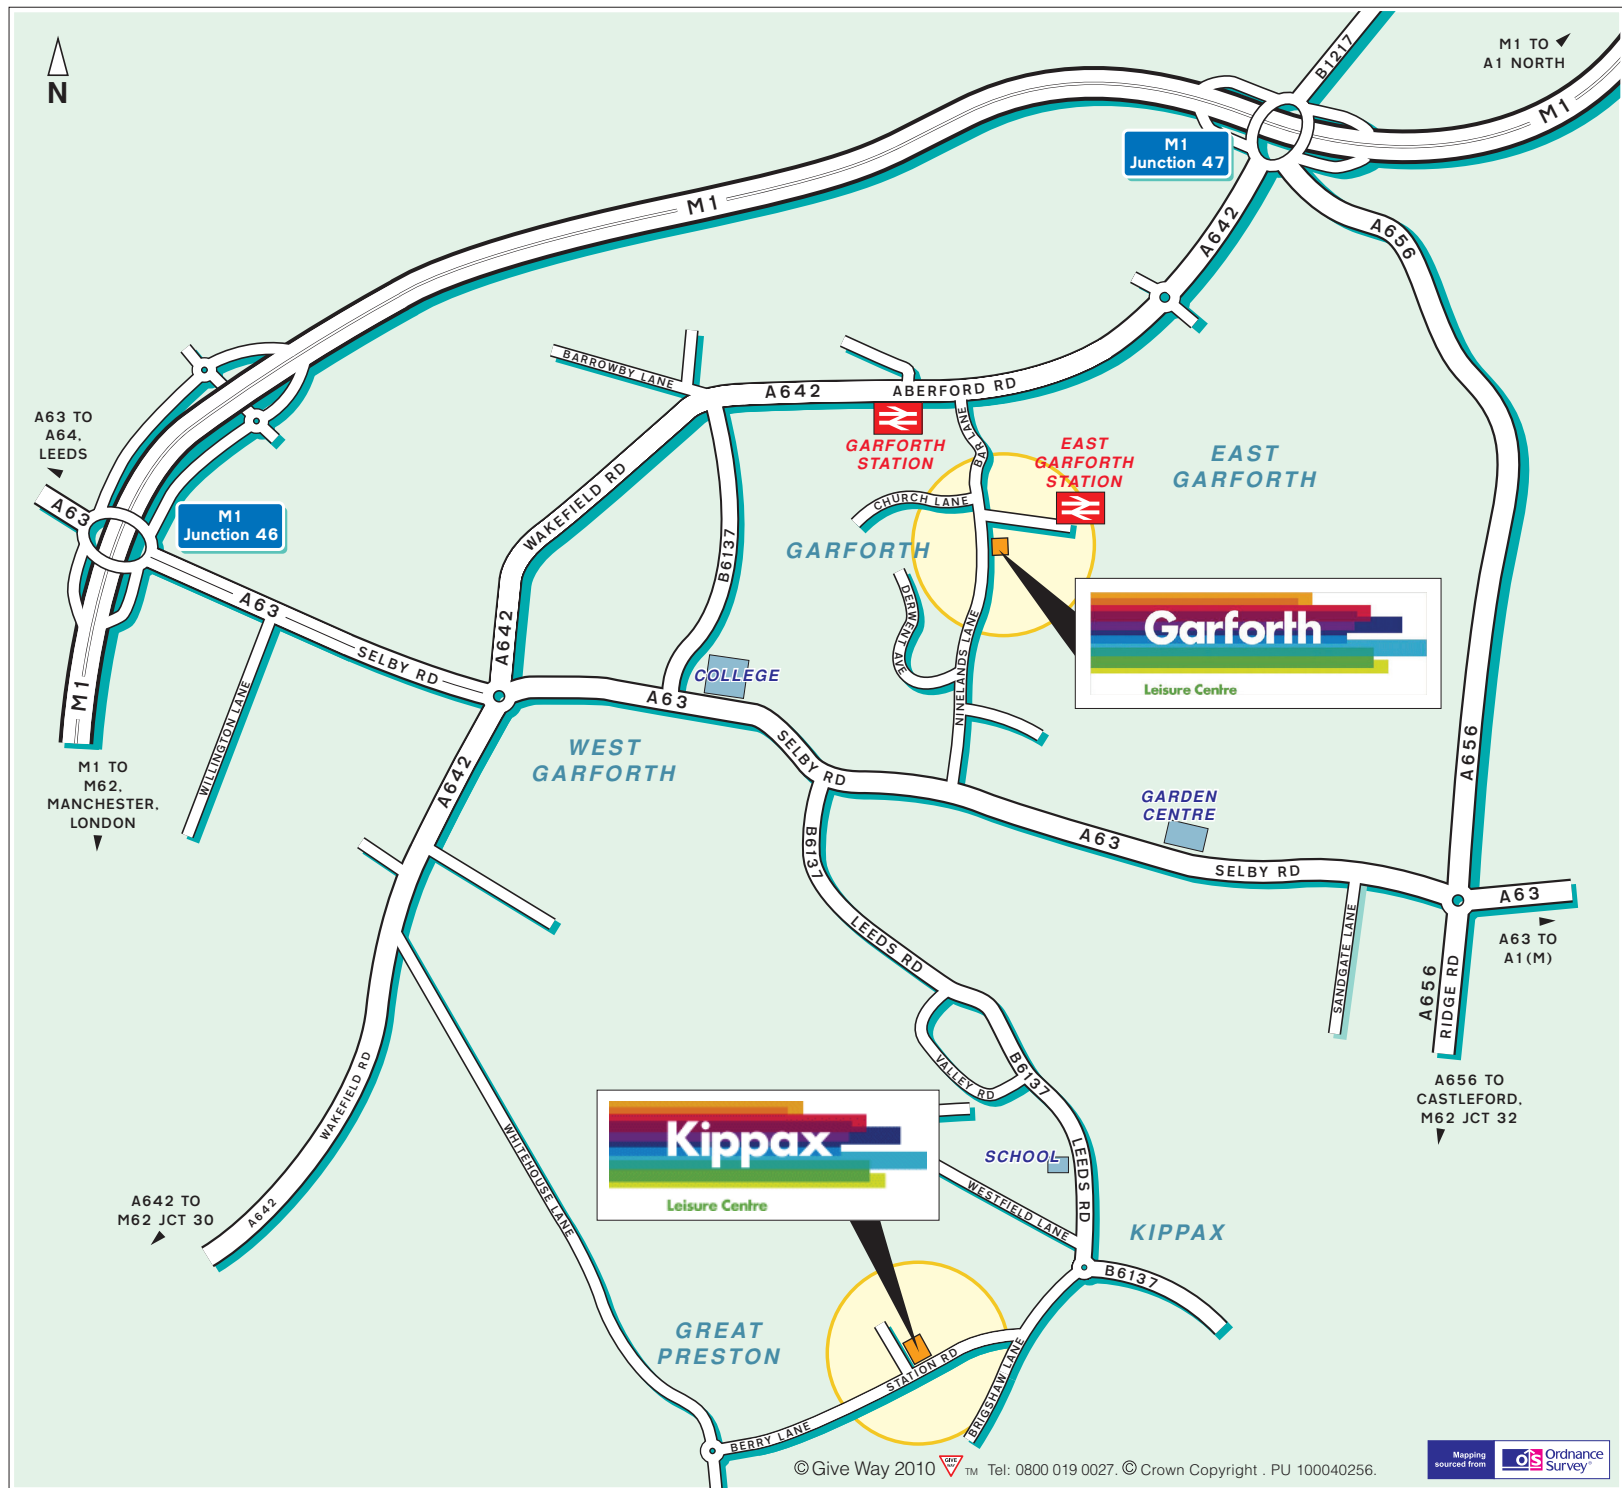 N
M1 TO
A1 NORTH
B1217
M1
M1
Junction 47
M1
A642
A656
BARROWBY LANE
A642
ABERFORD RD
GARFORTH
STATION
BAR LANE
EAST
GARFORTH
STATION
EAST
GARFORTH
A63 TO
A64,
LEEDS
A63
M1
Junction 46
WAKEFIELD RD
B6137
CHURCH LANE
GARFORTH
DERWENT AVE
NINELANDS LANE
Garforth
Leisure Centre
A63
SELBY RD
A642
COLLEGE
A63
M1
WILLINGTON LANE
M1 TO
M62,
MANCHESTER,
LONDON
A642
WEST
GARFORTH
SELBY RD
A656
GARDEN
CENTRE
A63
SELBY RD
B6137
A63
A63 TO
A1(M)
SANDGATE LANE
A656
RIDGE RD
LEEDS RD
A656 TO
CASTLEFORD,
M62 JCT 32
VALLEY RD
B6137
WAKEFIELD RD
WHITEHOUSE LANE
Kippax
Leisure Centre
SCHOOL
LEEDS RD
WESTFIELD LANE
A642 TO
M62 JCT 30
A642
KIPPAX
B6137
GREAT
PRESTON
STATION RD
BRIGSHAW LANE
BERRY LANE
© Give Way 2010 GIVE WAY TM Tel: 0800 019 0027. © Crown Copyright . PU 100040256.
Mapping
sourced from
OS Ordnance
Survey®